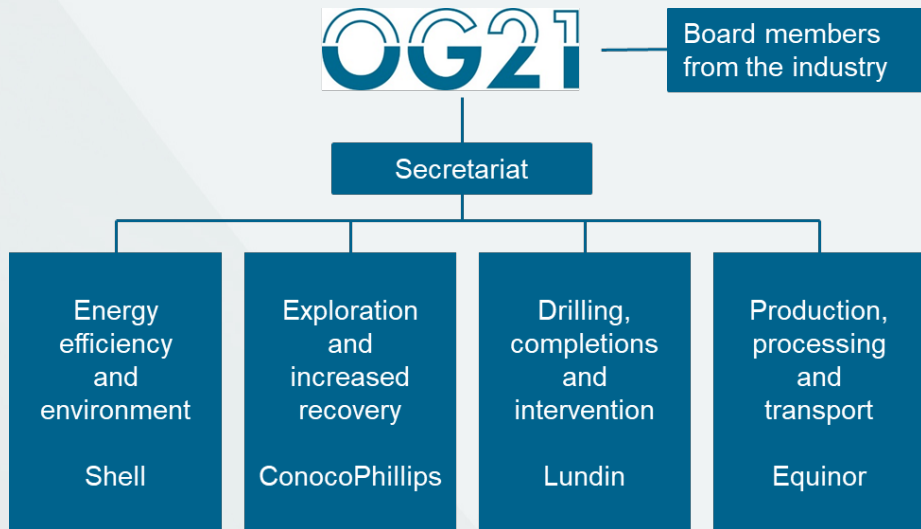 OG21
Board members
from the industry
Secretariat
Energy
efficiency
and
environment
Shell
Exploration
and
increased
recovery
ConocoPhillips
Drilling,
completions
and
intervention
Lundin
Production,
processing
and
transport
Equinor